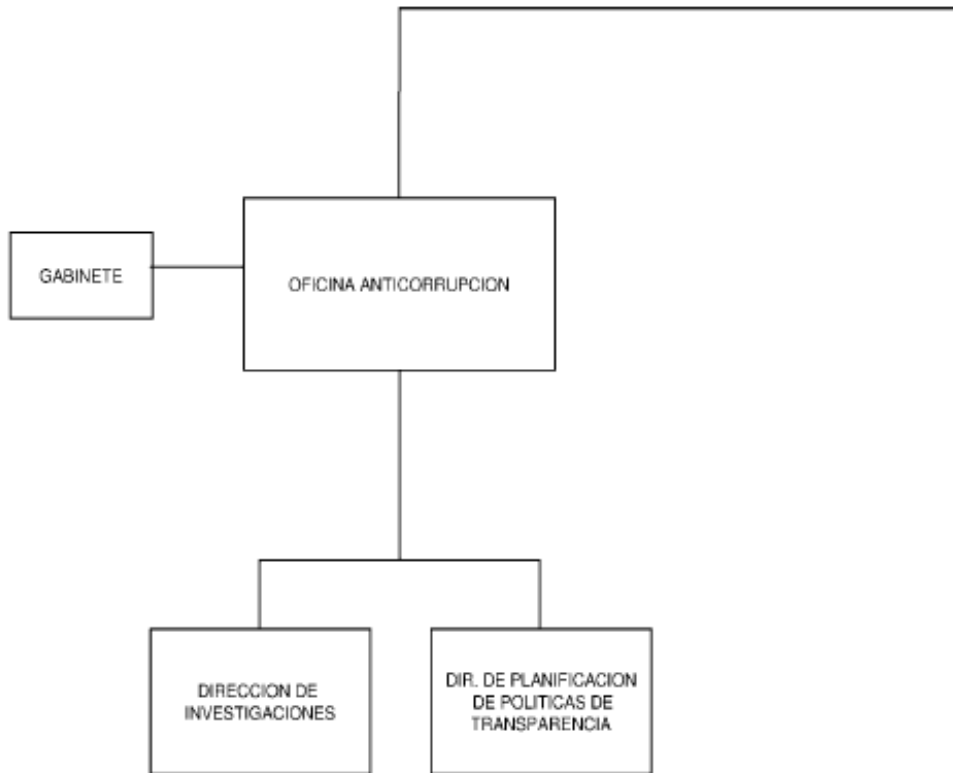 GABINETE
OFICINA ANTICORRUPCION
DIRECCION DE
INVESTIGACIONES
DIR. DE PLANIFICACION
DE POLITICAS DE
TRANSPARENCIA